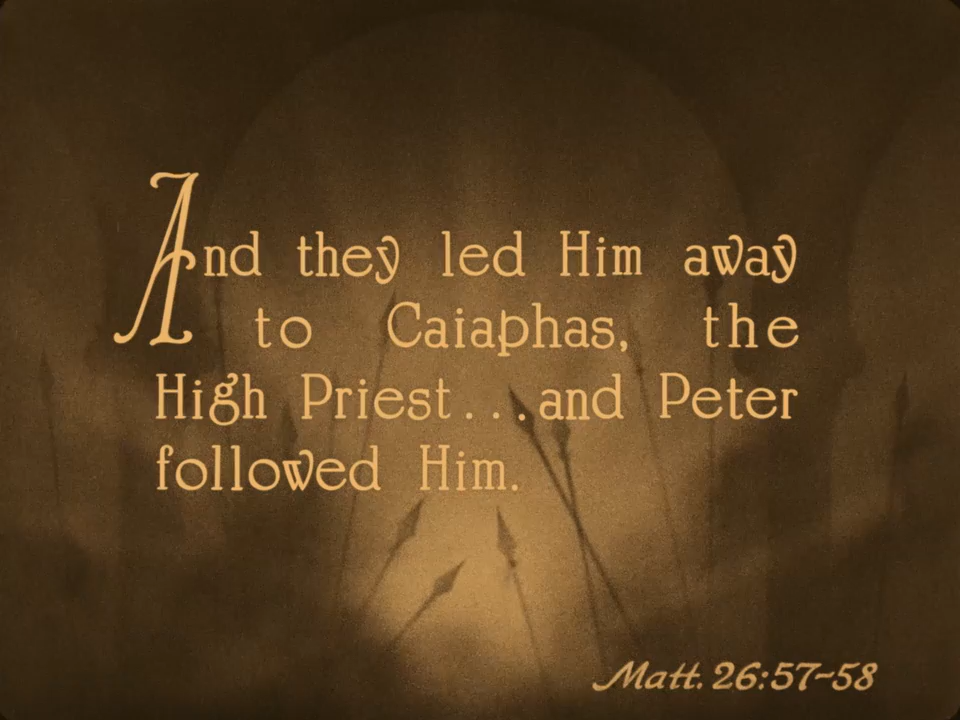 And they led Him away
to Caiaphas, the
High Priest...and Peter
followed Him.
Matt. 26:57-58